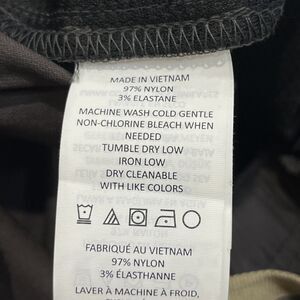 MADE IN VIETNAM
97% NYLON
3% ELASTANE
MACHINE WASH COLD GENTLE
NON-CHLORINE BLEACH WHEN
NEEDED
TUMBLE DRY LOW
IRON LOW
DRY CLEANABLE
WITH LIKE COLORS
FABRIQUÉ AU VIETNAM
97% NYLON
3% ÉLASTHANNE
LAVER À MACHINE À FROID,